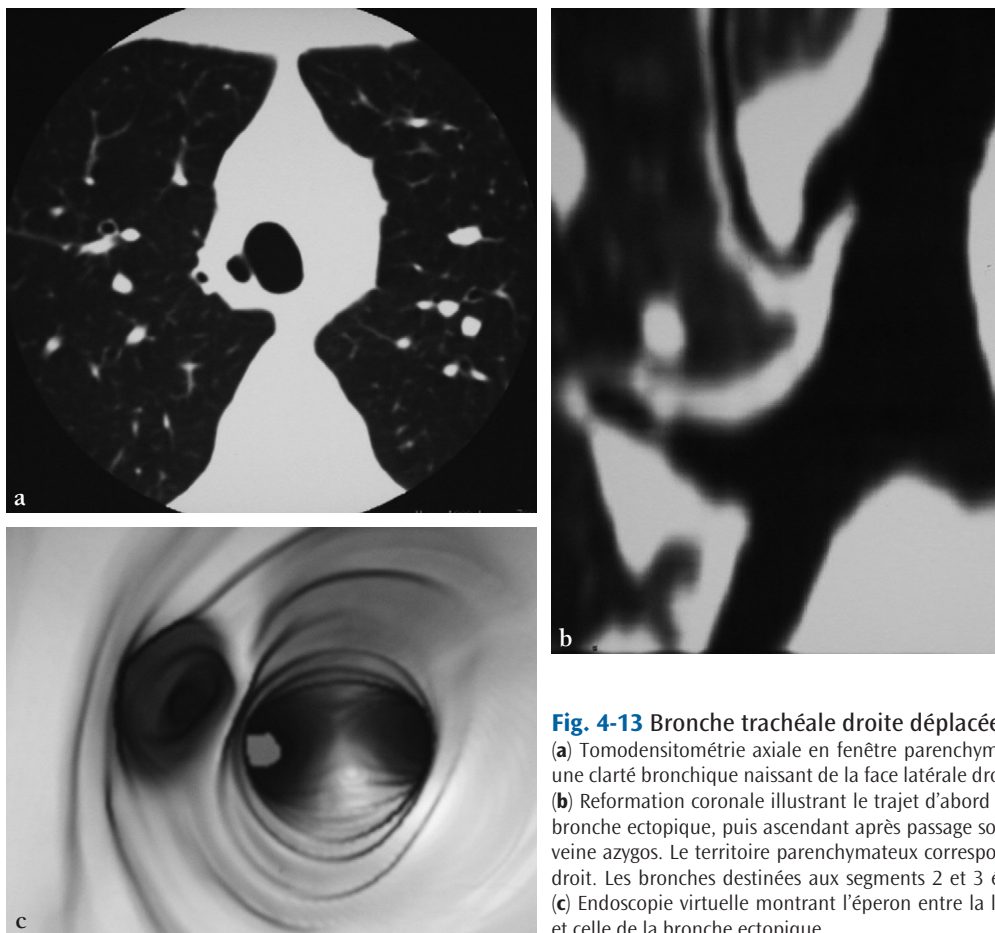 a
b
c
Fig. 4-13 Bronche trachéale droite déplacée
(a) Tomodensitométrie axiale en fenêtre parenchym
une clarté bronchique naissant de la face latérale dro
(b) Reformation coronale illustrant le trajet d'abord
bronche ectopique, puis ascendant après passage so
veine azygos. Le territoire parenchymateux correspo
droit. Les bronches destinées aux segments 2 et 3 e
(c) Endoscopie virtuelle montrant l'éperon entre la l
et celle de la bronche ectopique.